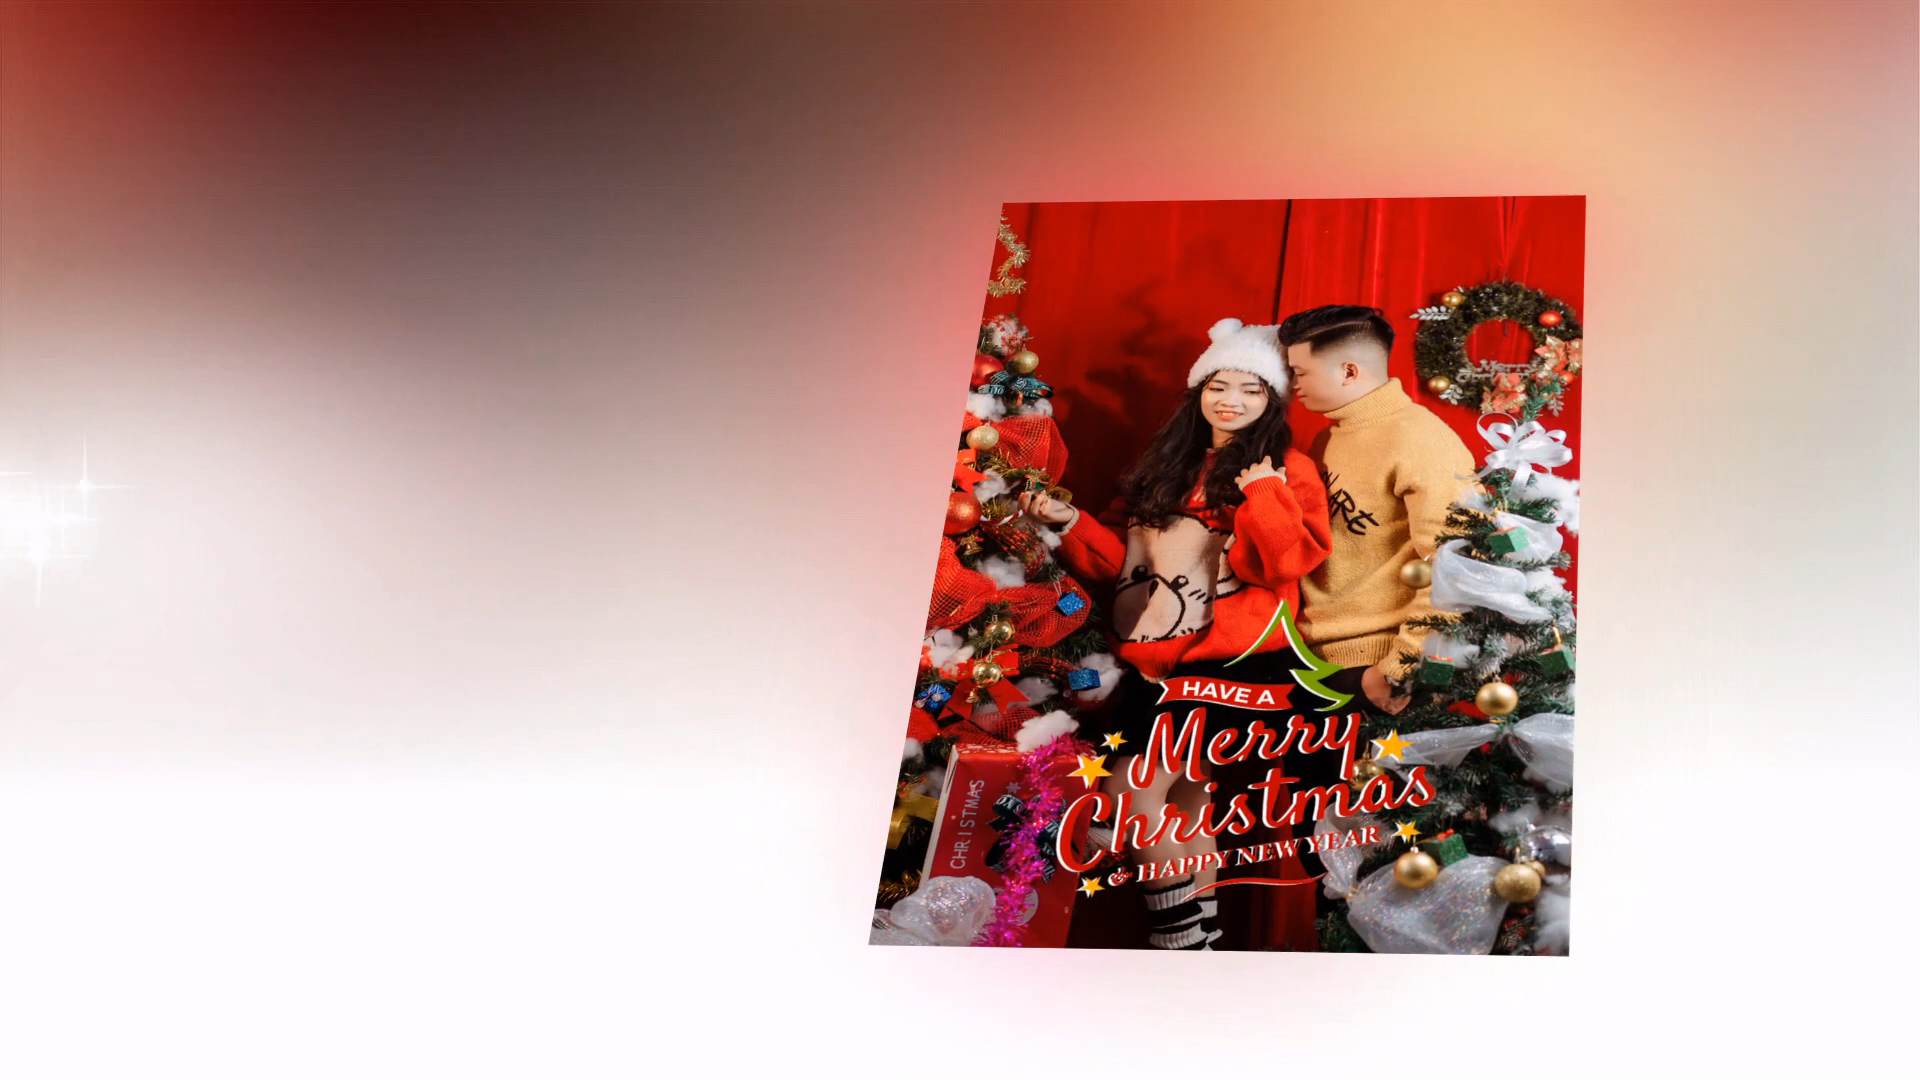 HAVE A
Merry
Christmas
& HAPPY NEW YEAR
CHRISTMAS